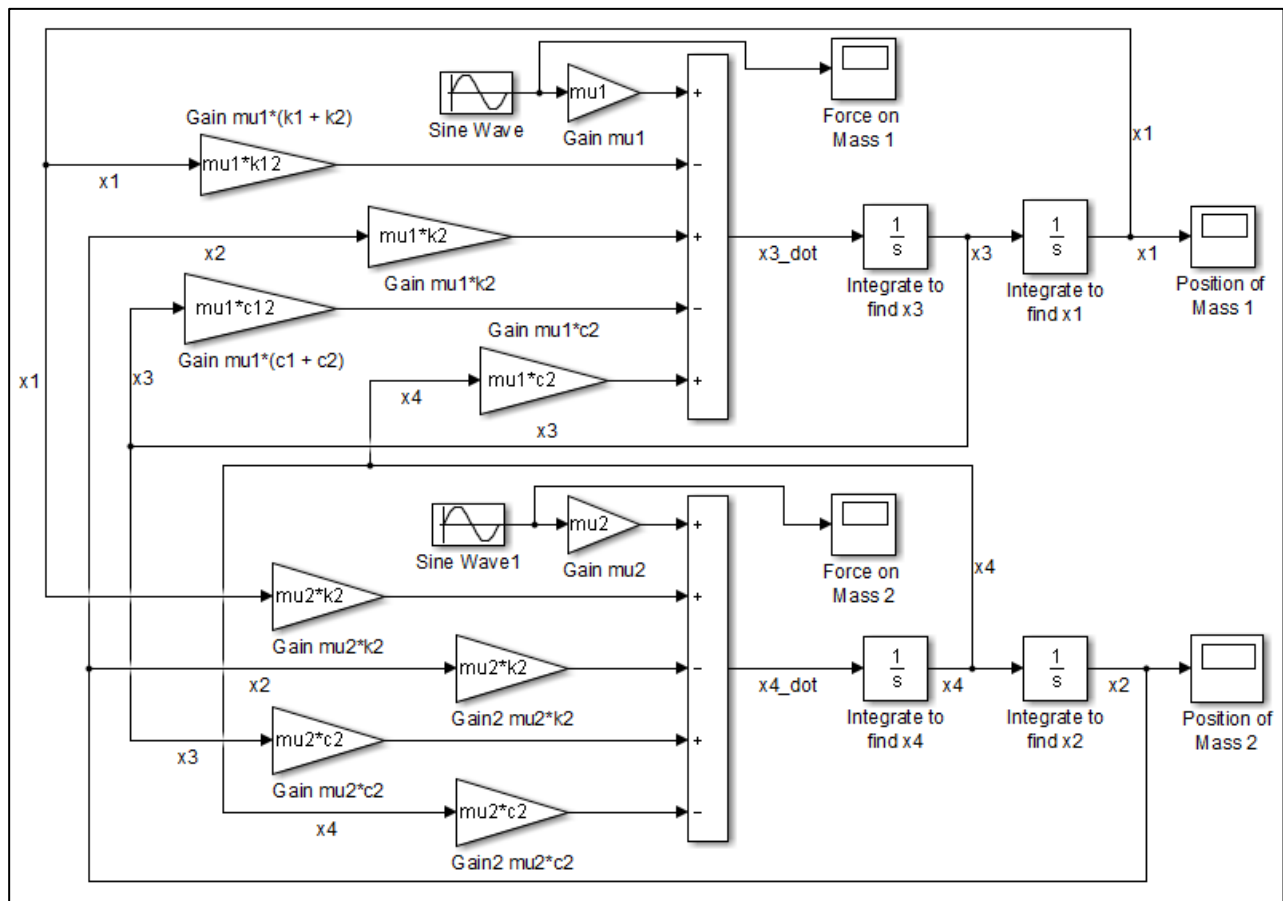 mu1
+
Sine Wave
Gain mu1
Force on
Mass 1
Gain mu1*(k1 + k2)
mu1*k12
−
x1
x1
mu1*k2
+
x2
Gain mu1*k2
x3_dot
1
s
x3
1
s
x1
Integrate to
find x3
Integrate to
find x1
Position of
Mass 1
mu1*c12
−
Gain mu1*(c1 + c2)
Gain mu1*c2
x1
x3
mu1*c2
+
x4
x3
mu2
+
Sine Wave1
Gain mu2
Force on
Mass 2
x4
mu2*k2
+
Gain mu2*k2
mu2*k2
−
x2
Gain2 mu2*k2
x4_dot
1
s
x4
1
s
x2
Integrate to
find x4
Integrate to
find x2
Position of
Mass 2
mu2*c2
+
x3
Gain mu2*c2
mu2*c2
−
x4
Gain2 mu2*c2